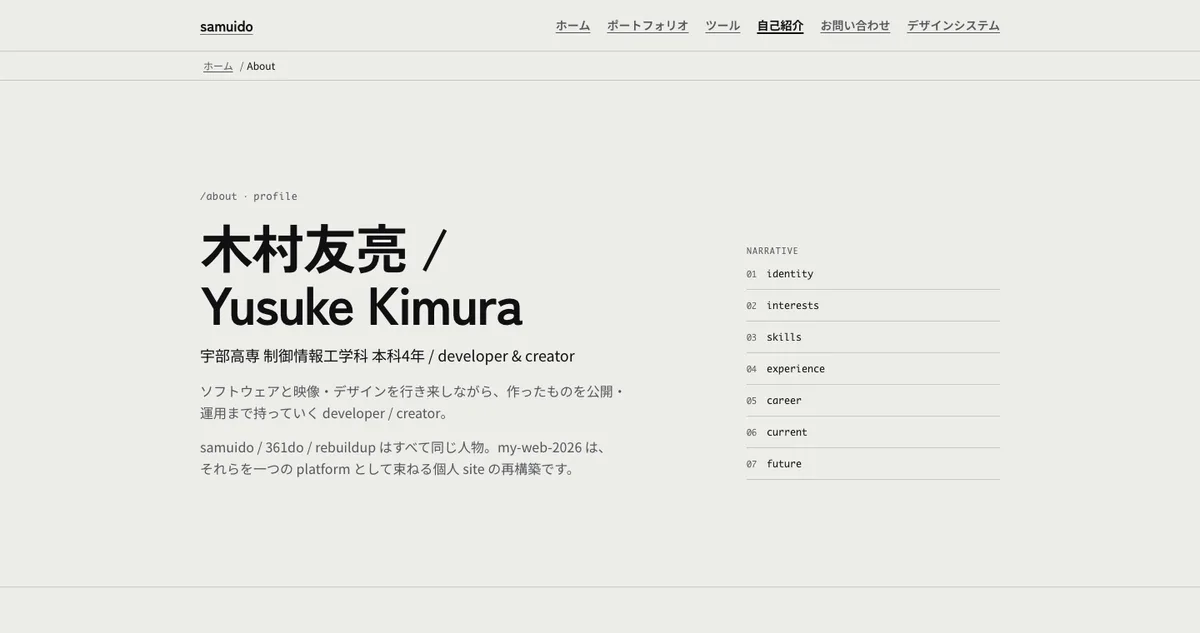 samuido
ホーム ポートフォリオ ツール 自己紹介 お問い合わせ デザインシステム
ホーム / About
/about · profile
木村友亮 /
Yusuke Kimura
宇部高専 制御情報工学科 本科4年 / developer & creator
ソフトウェアと映像・デザインを行き来しながら、作ったものを公開・
運用まで持っていく developer / creator。
samuido / 361do / rebuildup はすべて同じ人物。my-web-2026 は、
それらを一つの platform として束ねる個人 site の再構築です。
NARRATIVE
01 identity
02 interests
03 skills
04 experience
05 career
06 current
07 future